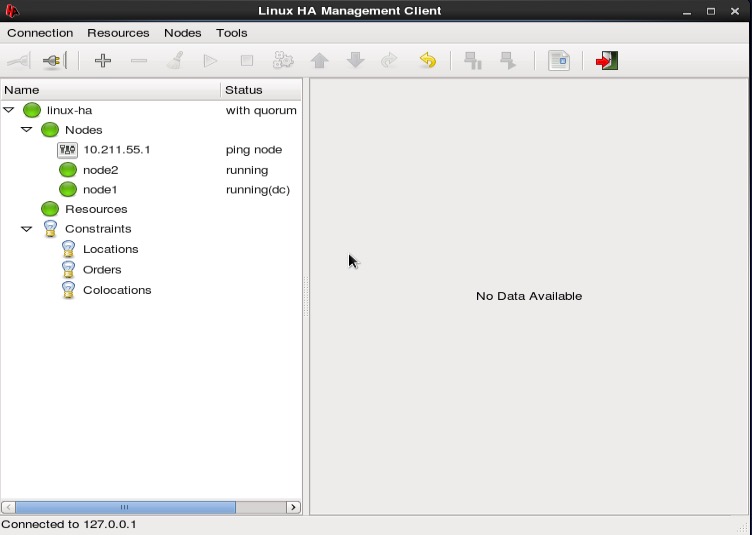 Linux HA Management Client
Connection Resources Nodes Tools
Name Status
linux-ha with quorum
Nodes
10.211.55.1 ping node
node2 running
node1 running(dc)
Resources
Constraints
Locations
Orders
Colocations
No Data Available
Connected to 127.0.0.1